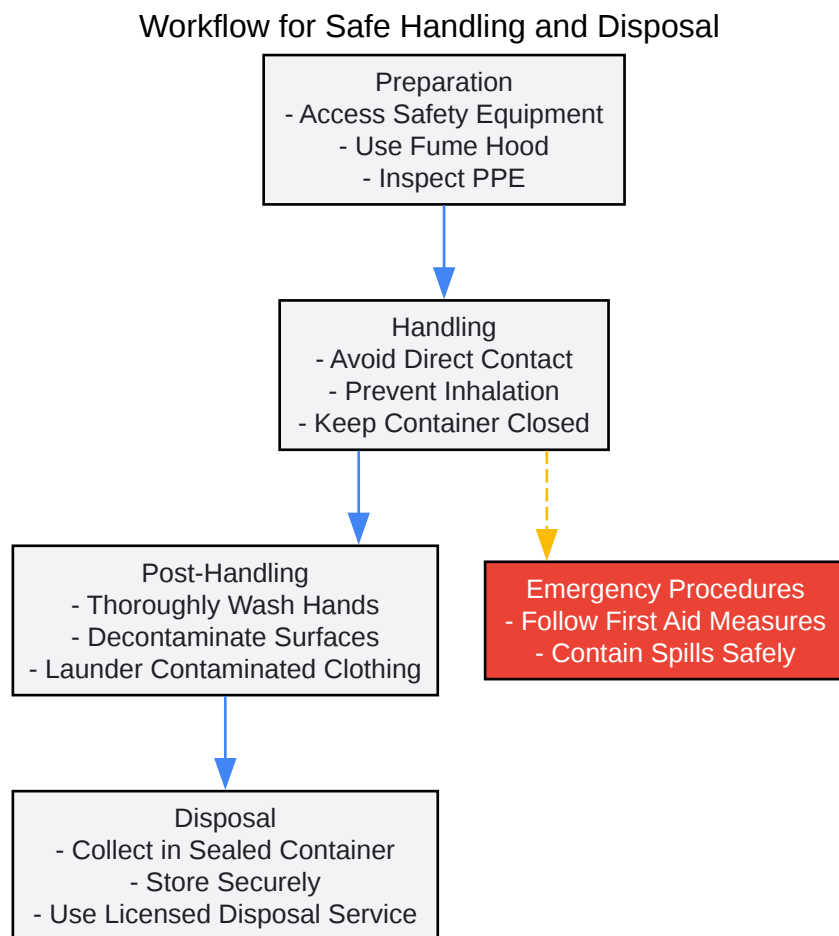 Workflow for Safe Handling and Disposal
Preparation
- Access Safety Equipment
- Use Fume Hood
- Inspect PPE
Handling
- Avoid Direct Contact
- Prevent Inhalation
- Keep Container Closed
Post-Handling
- Thoroughly Wash Hands
- Decontaminate Surfaces
- Launder Contaminated Clothing
Emergency Procedures
- Follow First Aid Measures
- Contain Spills Safely
Disposal
- Collect in Sealed Container
- Store Securely
- Use Licensed Disposal Service